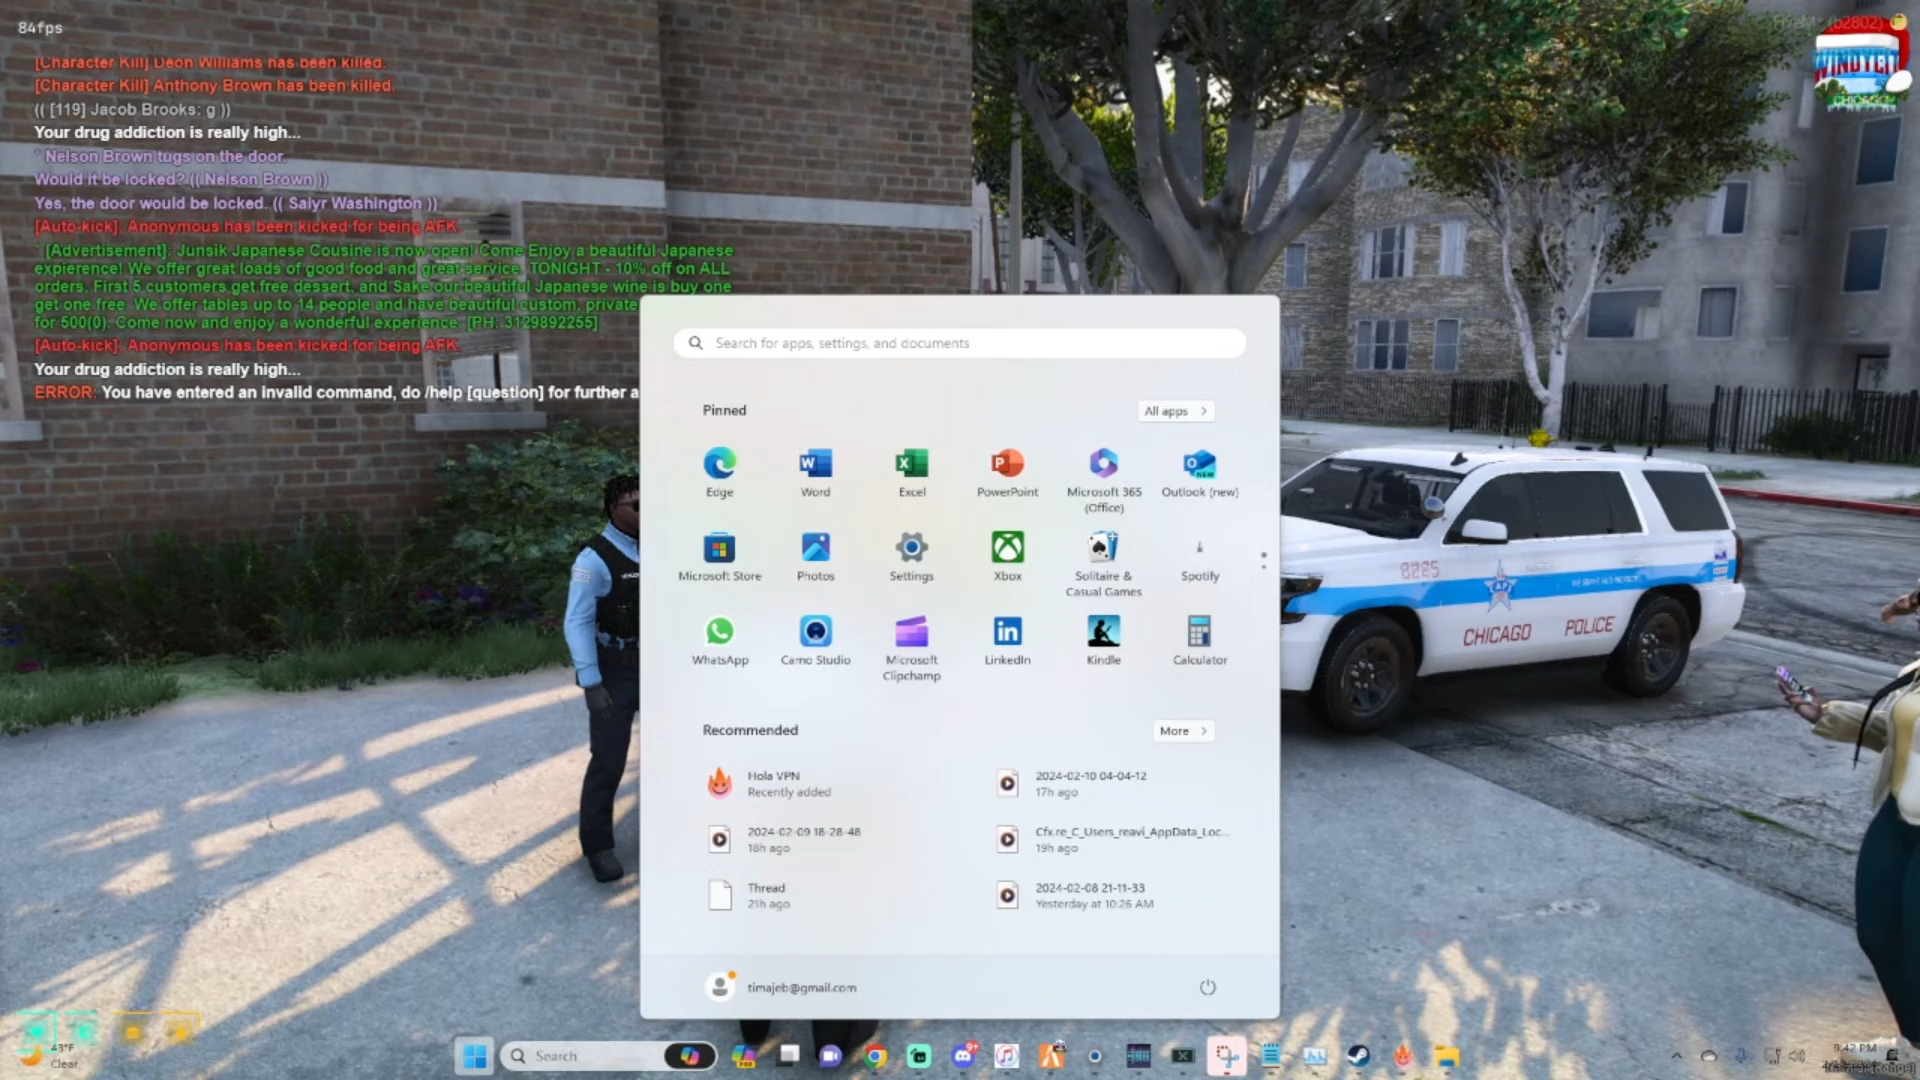 84fps
[Character Kill] Deon Williams has been killed.
[Character Kill] Anthony Brown has been killed.
(( [119] Jacob Brooks: g ))
Your drug addiction is really high...
* Nelson Brown tugs on the door.
Would it be locked? (( Nelson Brown ))
Yes, the door would be locked. (( Salyr Washington ))
[Auto-kick]: Anonymous has been kicked for being AFK.
* [Advertisement]: Junsik Japanese Cousine is now open! Come Enjoy a beautiful Japanese
expierence! We offer great loads of good food and great service. TONIGHT - 10% off on ALL
orders, First 5 customers get free dessert, and Sake our beautiful Japanese wine is buy one
get one free. We offer tables up to 14 people and have beautiful custom, private
for 500(0). Come now and enjoy a wonderful experience. [PH: 3129892255]
[Auto-kick]: Anonymous has been kicked for being AFK.
Your drug addiction is really high...
ERROR: You have entered an invalid command, do /help [question] for further a
(b2802)
WINDYCITY
CHICAGO
Search for apps, settings, and documents
Pinned
All apps >
Edge
Word
Excel
PowerPoint
Microsoft 365
(Office)
Outlook (new)
Microsoft Store
Photos
Settings
Xbox
Solitaire &
Casual Games
Spotify
WhatsApp
Camo Studio
Microsoft
Clipchamp
LinkedIn
Kindle
Calculator
Recommended
More >
Hola VPN
Recently added
2024-02-10 04-04-12
17h ago
2024-02-09 18-28-48
18h ago
Cfx.re_C_Users_reavi_AppData_Loc...
19h ago
Thread
21h ago
2024-02-08 21-11-33
Yesterday at 10:26 AM
timajeb@gmail.com
8225
CHICAGO POLICE
43°F
Clear
Search
9+